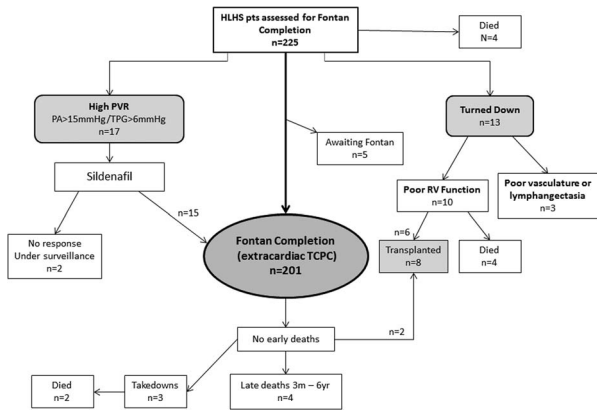 HLHS pts assessed for Fontan
Completion
n=225
Died
N=4
High PVR
PA>15mmHg/TPG>6mmHg
n=17
Turned Down
n=13
Awaiting Fontan
n=5
Sildenafil
Poor RV Function
n=10
Poor vasculature or
lymphangectasia
n=3
n=15
n=6
No response
Under surveillance
n=2
Fontan Completion
(extracardiac TCPC)
n=201
Transplanted
n=8
Died
n=4
No early deaths
n=2
Died
n=2
Takedowns
n=3
Late deaths 3m – 6yr
n=4